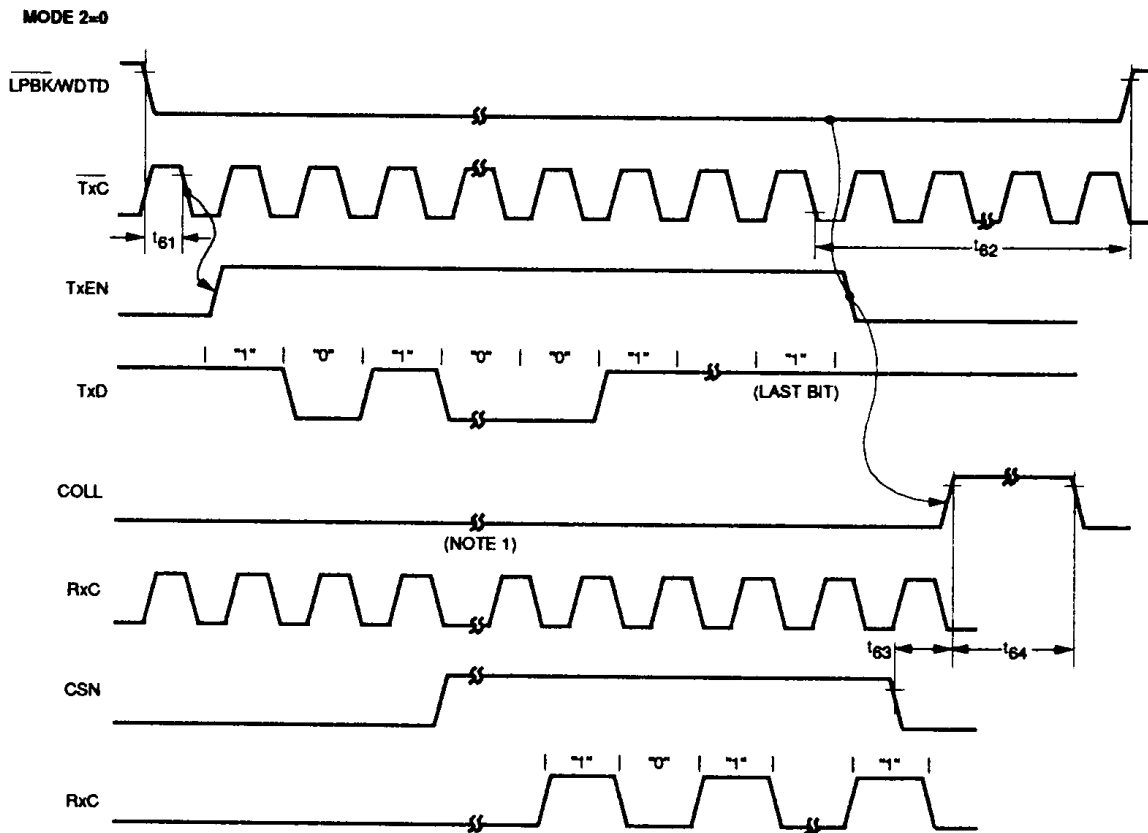 MODE 2=0
LPBK/WDTD
TxC
t61
t62
TxEN
| "1" | "0" | "1" | "0" | "0" | "1" | | "1" |
TxD
(LAST BIT)
COLL
(NOTE 1)
RxC
t63
t64
CSN
| "1" | "0" | "1" | | "1" |
RxC